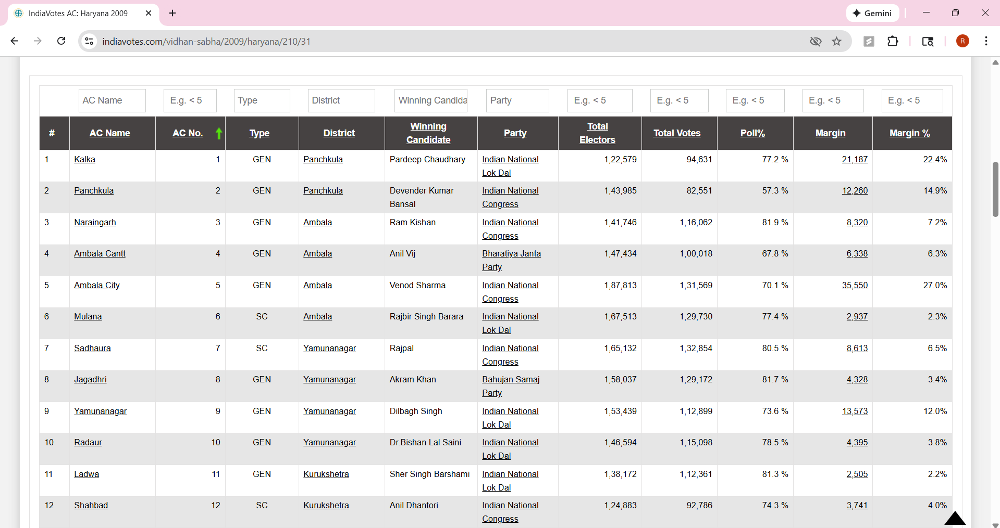 IndiaVotes AC: Haryana 2009
Gemini
indiavotes.com/vidhan-sabha/2009/haryana/210/31
R
AC Name E.g. < 5 Type District Winning Candida Party E.g. < 5 E.g. < 5 E.g. < 5 E.g. < 5 E.g. < 5
# AC Name AC No. Type District Winning Candidate Party Total Electors Total Votes Poll% Margin Margin %
1 Kalka 1 GEN Panchkula Pardeep Chaudhary Indian National Lok Dal 1,22,579 94,631 77.2 % 21,187 22.4%
2 Panchkula 2 GEN Panchkula Devender Kumar Bansal Indian National Congress 1,43,985 82,551 57.3 % 12,260 14.9%
3 Naraingarh 3 GEN Ambala Ram Kishan Indian National Congress 1,41,746 1,16,062 81.9 % 8,320 7.2%
4 Ambala Cantt 4 GEN Ambala Anil Vij Bharatiya Janta Party 1,47,434 1,00,018 67.8 % 6,338 6.3%
5 Ambala City 5 GEN Ambala Venod Sharma Indian National Congress 1,87,813 1,31,569 70.1 % 35,550 27.0%
6 Mulana 6 SC Ambala Rajbir Singh Barara Indian National Lok Dal 1,67,513 1,29,730 77.4 % 2,937 2.3%
7 Sadhaura 7 SC Yamunanagar Rajpal Indian National Congress 1,65,132 1,32,854 80.5 % 8,613 6.5%
8 Jagadhri 8 GEN Yamunanagar Akram Khan Bahujan Samaj Party 1,58,037 1,29,172 81.7 % 4,328 3.4%
9 Yamunanagar 9 GEN Yamunanagar Dilbagh Singh Indian National Lok Dal 1,53,439 1,12,899 73.6 % 13,573 12.0%
10 Radaur 10 GEN Yamunanagar Dr.Bishan Lal Saini Indian National Lok Dal 1,46,594 1,15,098 78.5 % 4,395 3.8%
11 Ladwa 11 GEN Kurukshetra Sher Singh Barshami Indian National Lok Dal 1,38,172 1,12,361 81.3 % 2,505 2.2%
12 Shahbad 12 SC Kurukshetra Anil Dhantori Indian National Congress 1,24,883 92,786 74.3 % 3,741 4.0%